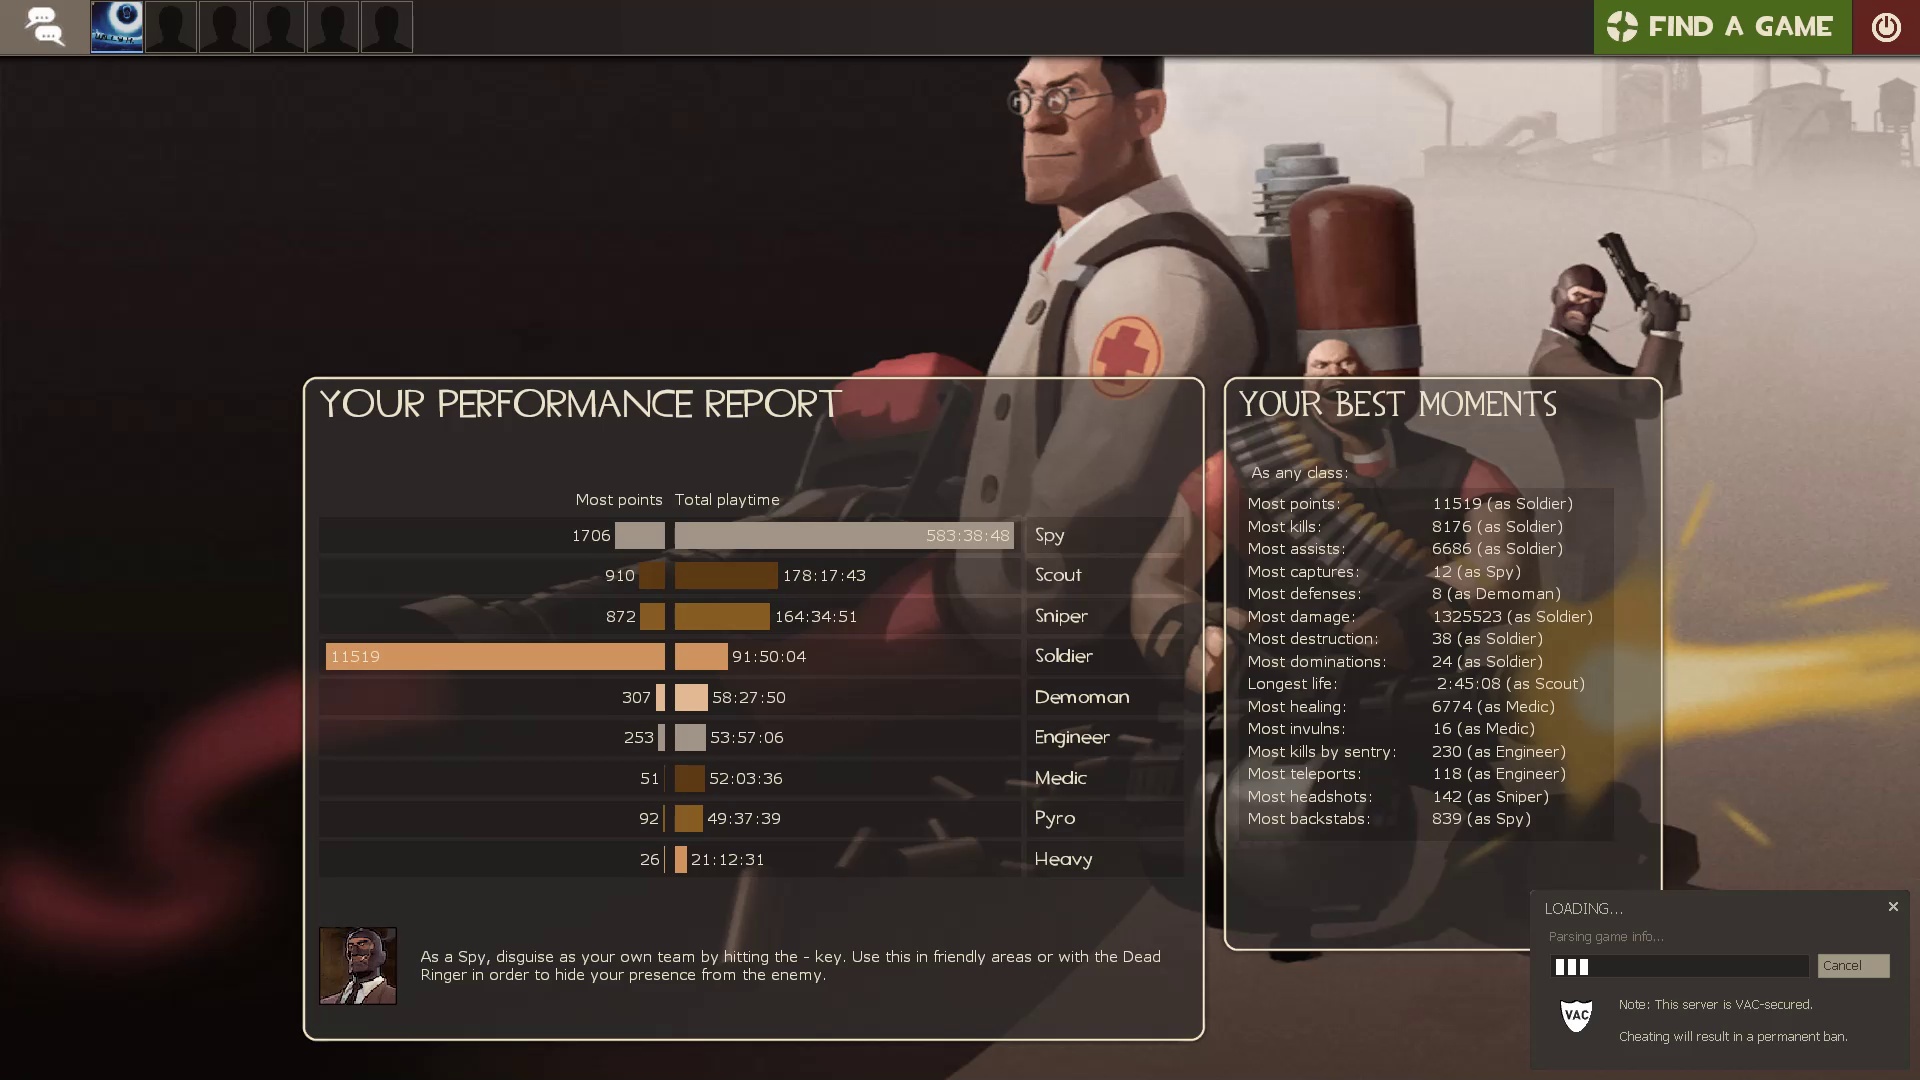 FIND A GAME
YOUR PERFORMANCE REPORT
Most points Total playtime
1706 583:38:48 Spy
910 178:17:43 Scout
872 164:34:51 Sniper
11519 91:50:04 Soldier
307 58:27:50 Demoman
253 53:57:06 Engineer
51 52:03:36 Medic
92 49:37:39 Pyro
26 21:12:31 Heavy
As a Spy, disguise as your own team by hitting the - key. Use this in friendly areas or with the Dead
Ringer in order to hide your presence from the enemy.
YOUR BEST MOMENTS
As any class:
Most points: 11519 (as Soldier)
Most kills: 8176 (as Soldier)
Most assists: 6686 (as Soldier)
Most captures: 12 (as Spy)
Most defenses: 8 (as Demoman)
Most damage: 1325523 (as Soldier)
Most destruction: 38 (as Soldier)
Most dominations: 24 (as Soldier)
Longest life: 2:45:08 (as Scout)
Most healing: 6774 (as Medic)
Most invulns: 16 (as Medic)
Most kills by sentry: 230 (as Engineer)
Most teleports: 118 (as Engineer)
Most headshots: 142 (as Sniper)
Most backstabs: 839 (as Spy)
LOADING...
Parsing game info...
Cancel
VAC
Note: This server is VAC-secured.
Cheating will result in a permanent ban.